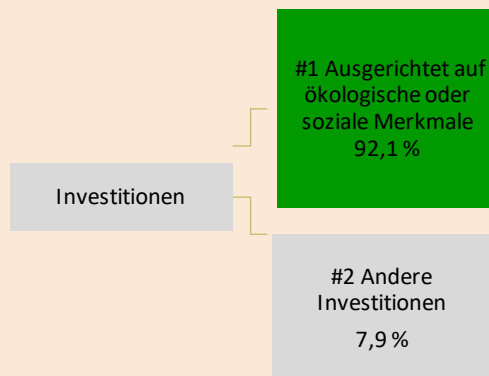 #1 Ausgerichtet auf
ökologische oder
soziale Merkmale
92,1 %
Investitionen
#2 Andere
Investitionen
7,9 %